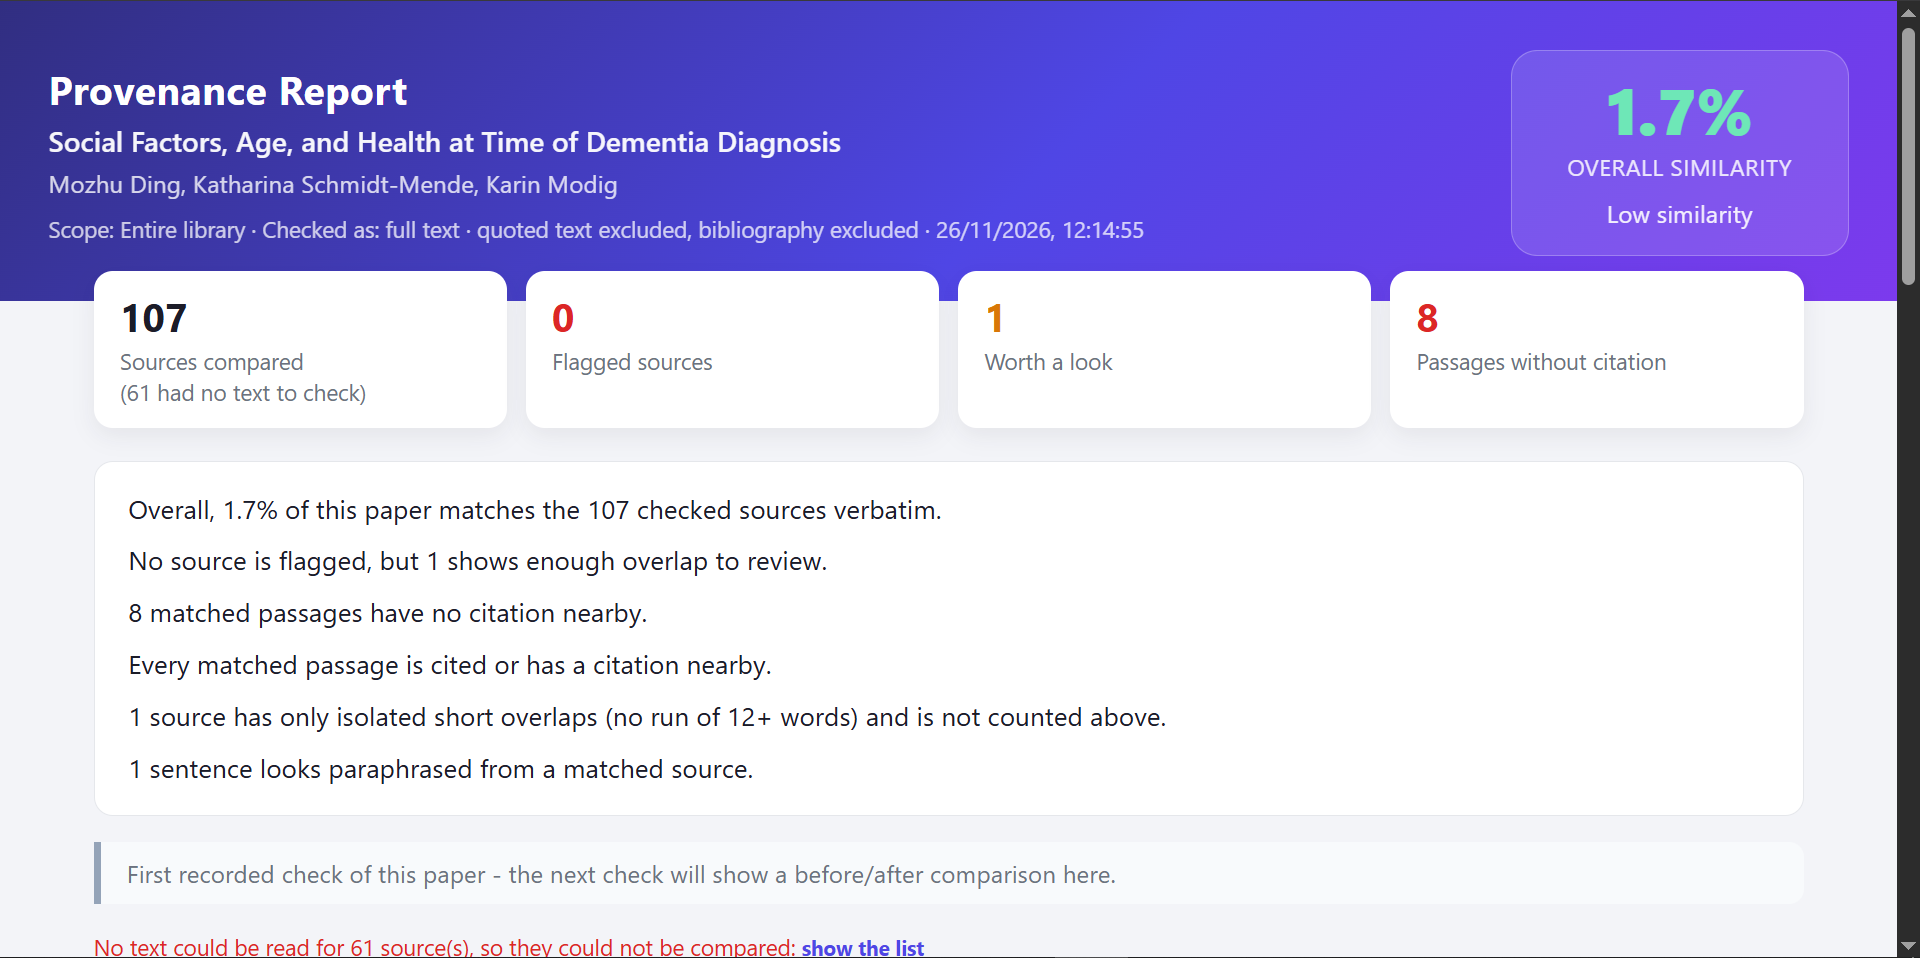 Provenance Report
Social Factors, Age, and Health at Time of Dementia Diagnosis
Mozhu Ding, Katharina Schmidt-Mende, Karin Modig
Scope: Entire library · Checked as: full text · quoted text excluded, bibliography excluded · 26/11/2026, 12:14:55
1.7%
OVERALL SIMILARITY
Low similarity
107
Sources compared
(61 had no text to check)
0
Flagged sources
1
Worth a look
8
Passages without citation
Overall, 1.7% of this paper matches the 107 checked sources verbatim.
No source is flagged, but 1 shows enough overlap to review.
8 matched passages have no citation nearby.
Every matched passage is cited or has a citation nearby.
1 source has only isolated short overlaps (no run of 12+ words) and is not counted above.
1 sentence looks paraphrased from a matched source.
First recorded check of this paper - the next check will show a before/after comparison here.
No text could be read for 61 source(s), so they could not be compared: show the list